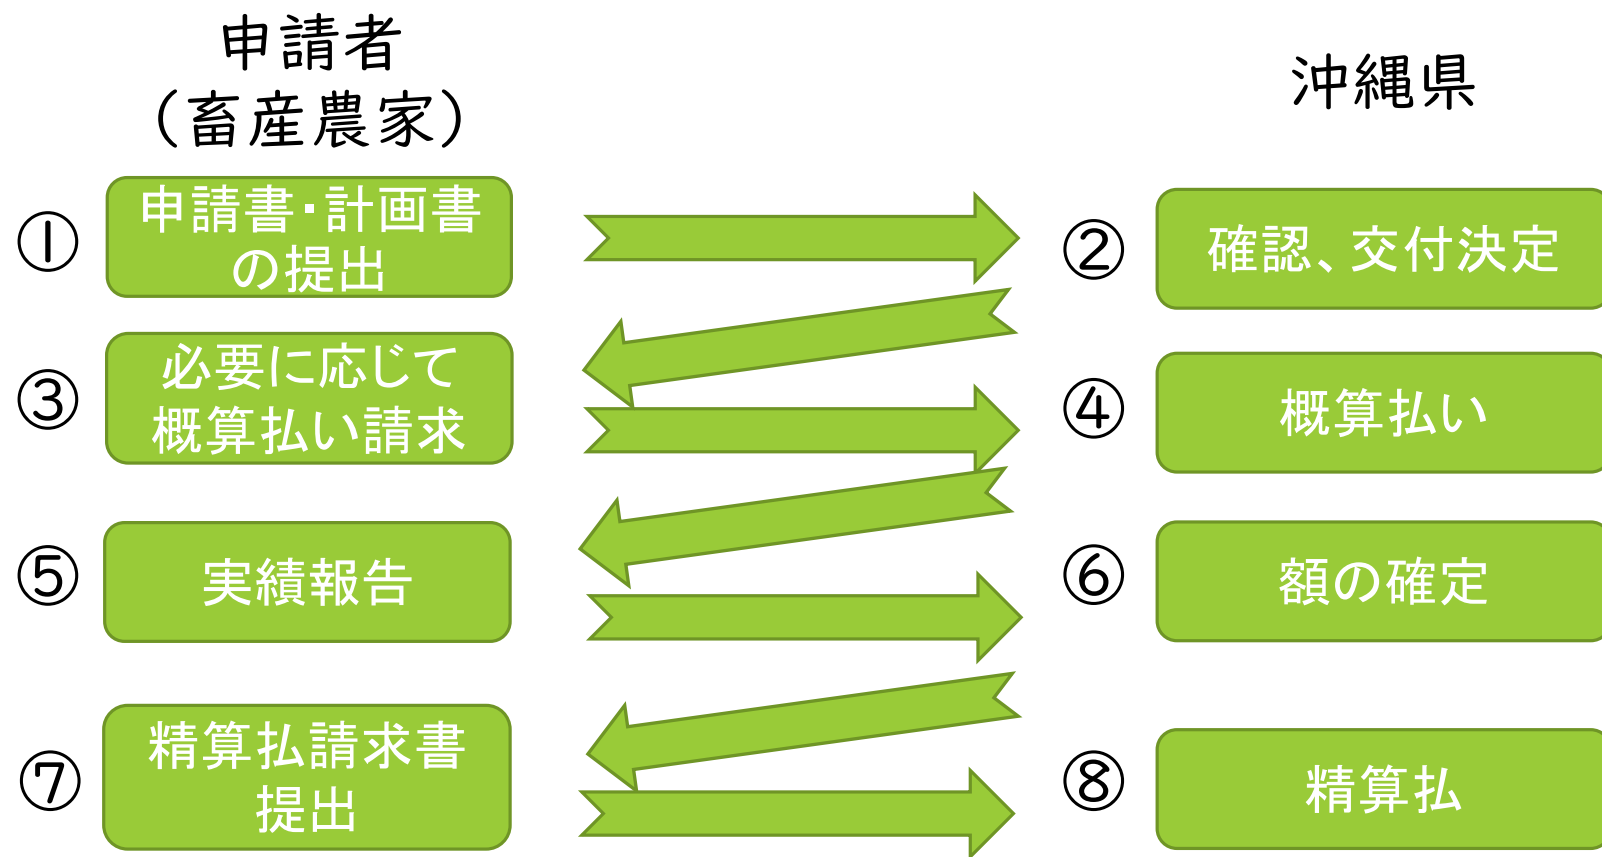 申請者
（畜産農家）
沖縄県
①
申請書・計画書
の提出
②
確認、交付決定
③
必要に応じて
概算払い請求
④
概算払い
⑤
実績報告
⑥
額の確定
⑦
精算払請求書
提出
⑧
精算払